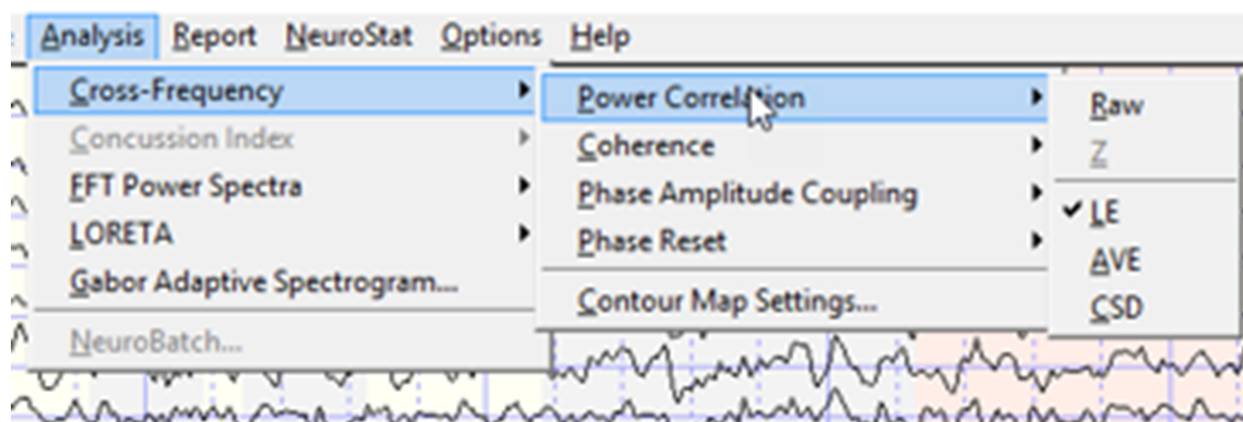 Analysis Report NeuroStat Options Help
Cross-Frequency
Concussion Index
FFT Power Spectra
LORETA
Gabor Adaptive Spectrogram...
NeuroBatch...
Power Correlation
Coherence
Phase Amplitude Coupling
Phase Reset
Contour Map Settings...
Raw
Z
LE
AVE
CSD